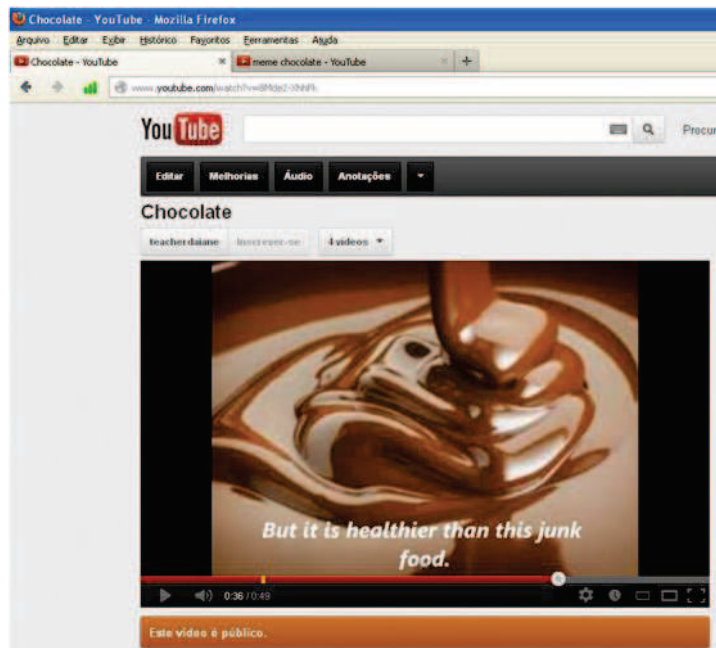 Chocolate - YouTube - Mozilla Firefox
Arquivo Editar Exibir Histórico Favoritos Ferramentas Ajuda
Chocolate - YouTube meme chocolate - YouTube
www.youtube.com/watch?v=
YouTube Procur
Editar Melhorias Áudio Anotações
Chocolate
teacherdaiane Inscrever-se 4 vídeos
But it is healthier than this junk
food.
0:36 / 0:49
Este vídeo é público.